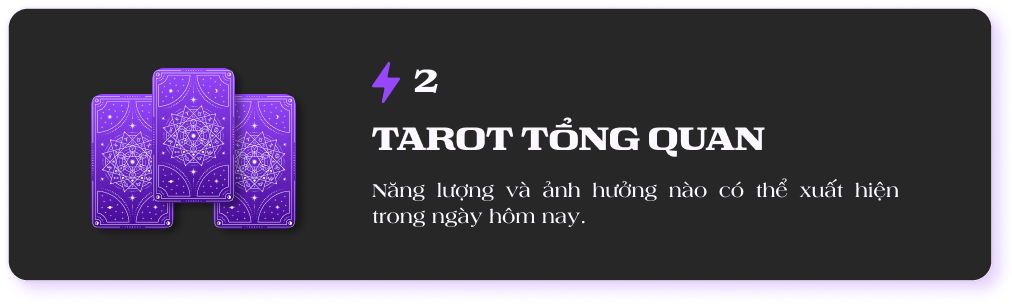 2
TAROT TỔNG QUAN
Năng lượng và ảnh hưởng nào có thể xuất hiện
trong ngày hôm nay.